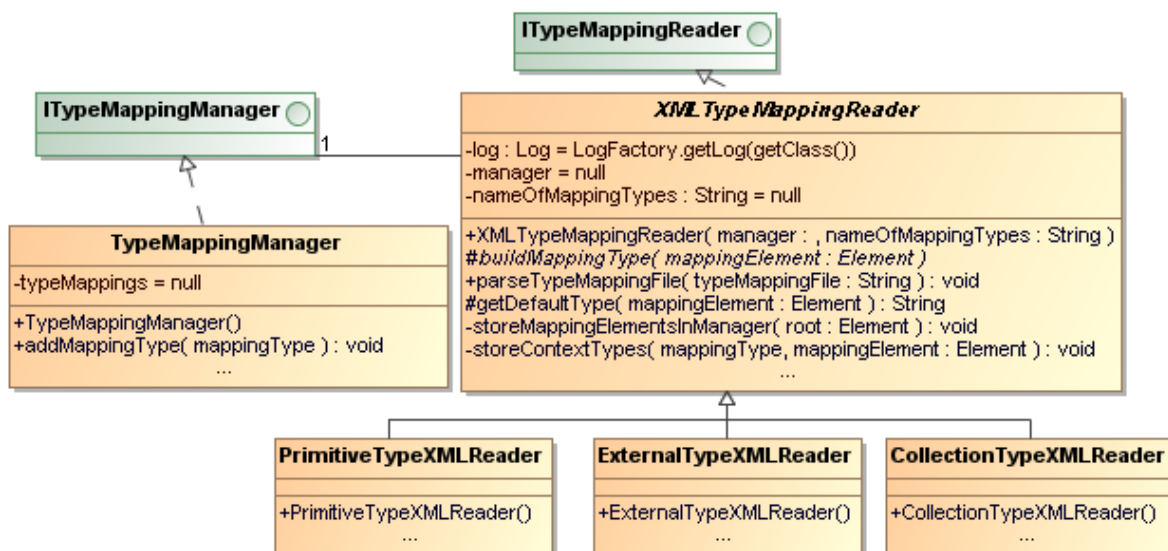 ITypeMappingReader
ITypeMappingManager
1
XMLTypeMappingReader
-log : Log = LogFactory.getLog(getClass())
-manager = null
-nameOfMappingTypes : String = null
+XMLTypeMappingReader( manager : , nameOfMappingTypes : String )
#buildMappingType( mappingElement : Element )
+parseTypeMappingFile( typeMappingFile : String ) : void
#getDefaultType( mappingElement : Element ) : String
-storeMappingElementsInManager( root : Element ) : void
-storeContextTypes( mappingType, mappingElement : Element ) : void
...
TypeMappingManager
-typeMappings = null
+TypeMappingManager()
+addMappingType( mappingType ) : void
...
PrimitiveTypeXMLReader
+PrimitiveTypeXMLReader()
...
ExternalTypeXMLReader
+ExternalTypeXMLReader()
...
CollectionTypeXMLReader
+CollectionTypeXMLReader()
...